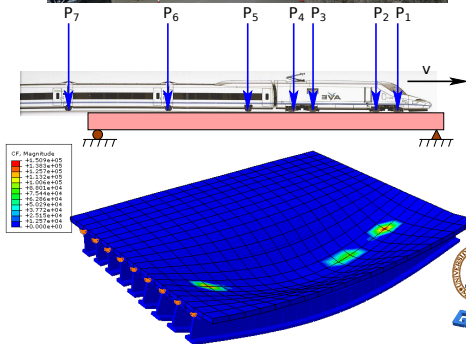 P7 P6 P5 P4 P3 P2 P1
V
AVE
CF, Magnitude
+1.509e+05
+1.383e+05
+1.257e+05
+1.132e+05
+1.006e+05
+8.801e+04
+7.544e+04
+6.286e+04
+5.029e+04
+3.772e+04
+2.515e+04
+1.257e+04
+0.000e+00